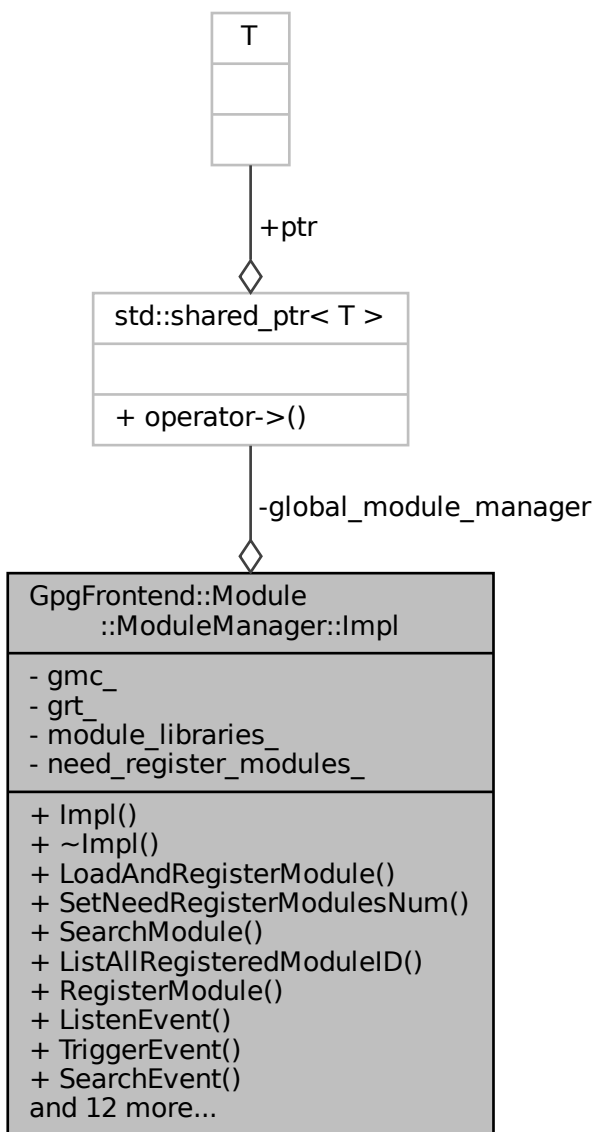 T
+ptr
std::shared_ptr< T >
+ operator->()
-global_module_manager
GpgFrontend::Module
::ModuleManager::Impl
- gmc_
- grt_
- module_libraries_
- need_register_modules_
+ Impl()
+ ~Impl()
+ LoadAndRegisterModule()
+ SetNeedRegisterModulesNum()
+ SearchModule()
+ ListAllRegisteredModuleID()
+ RegisterModule()
+ ListenEvent()
+ TriggerEvent()
+ SearchEvent()
and 12 more...